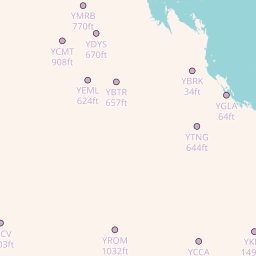 YMRB
770ft
YDYS
670ft
YCMT
908ft
YEML
624ft
YBTR
657ft
YBRK
34ft
YGLA
64ft
YTNG
644ft
YROM
1032ft
YCCA